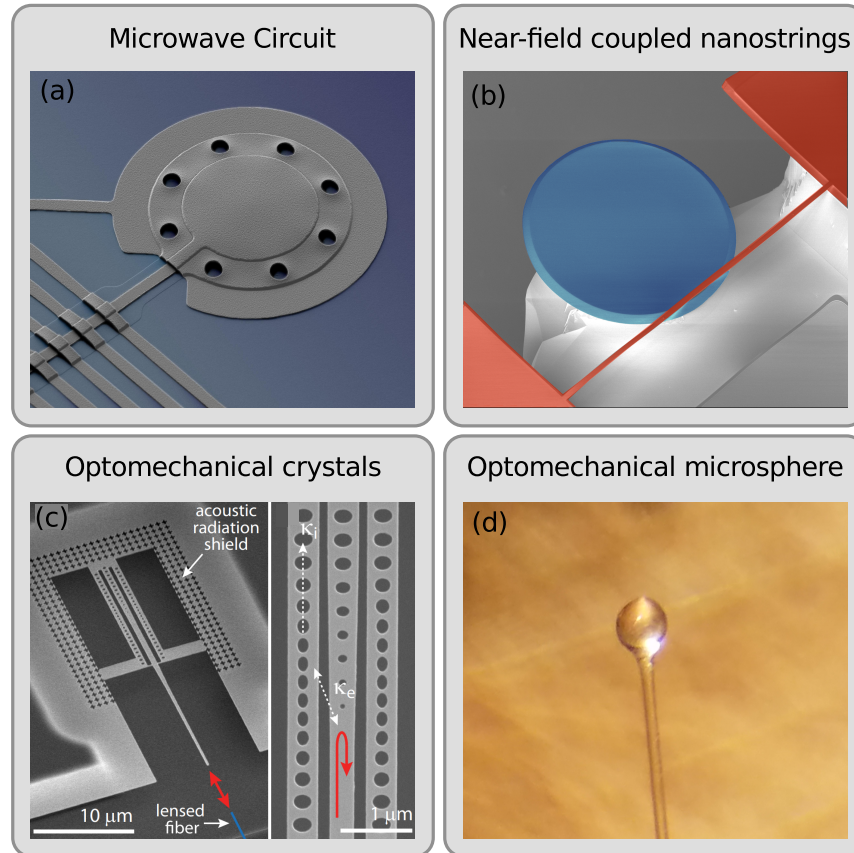 Microwave Circuit
(a)
Near-field coupled nanostrings
(b)
Optomechanical crystals
(c)
acoustic
radiation
shield
10 μm
lensed
fiber
κi
κe
1 μm
Optomechanical microsphere
(d)